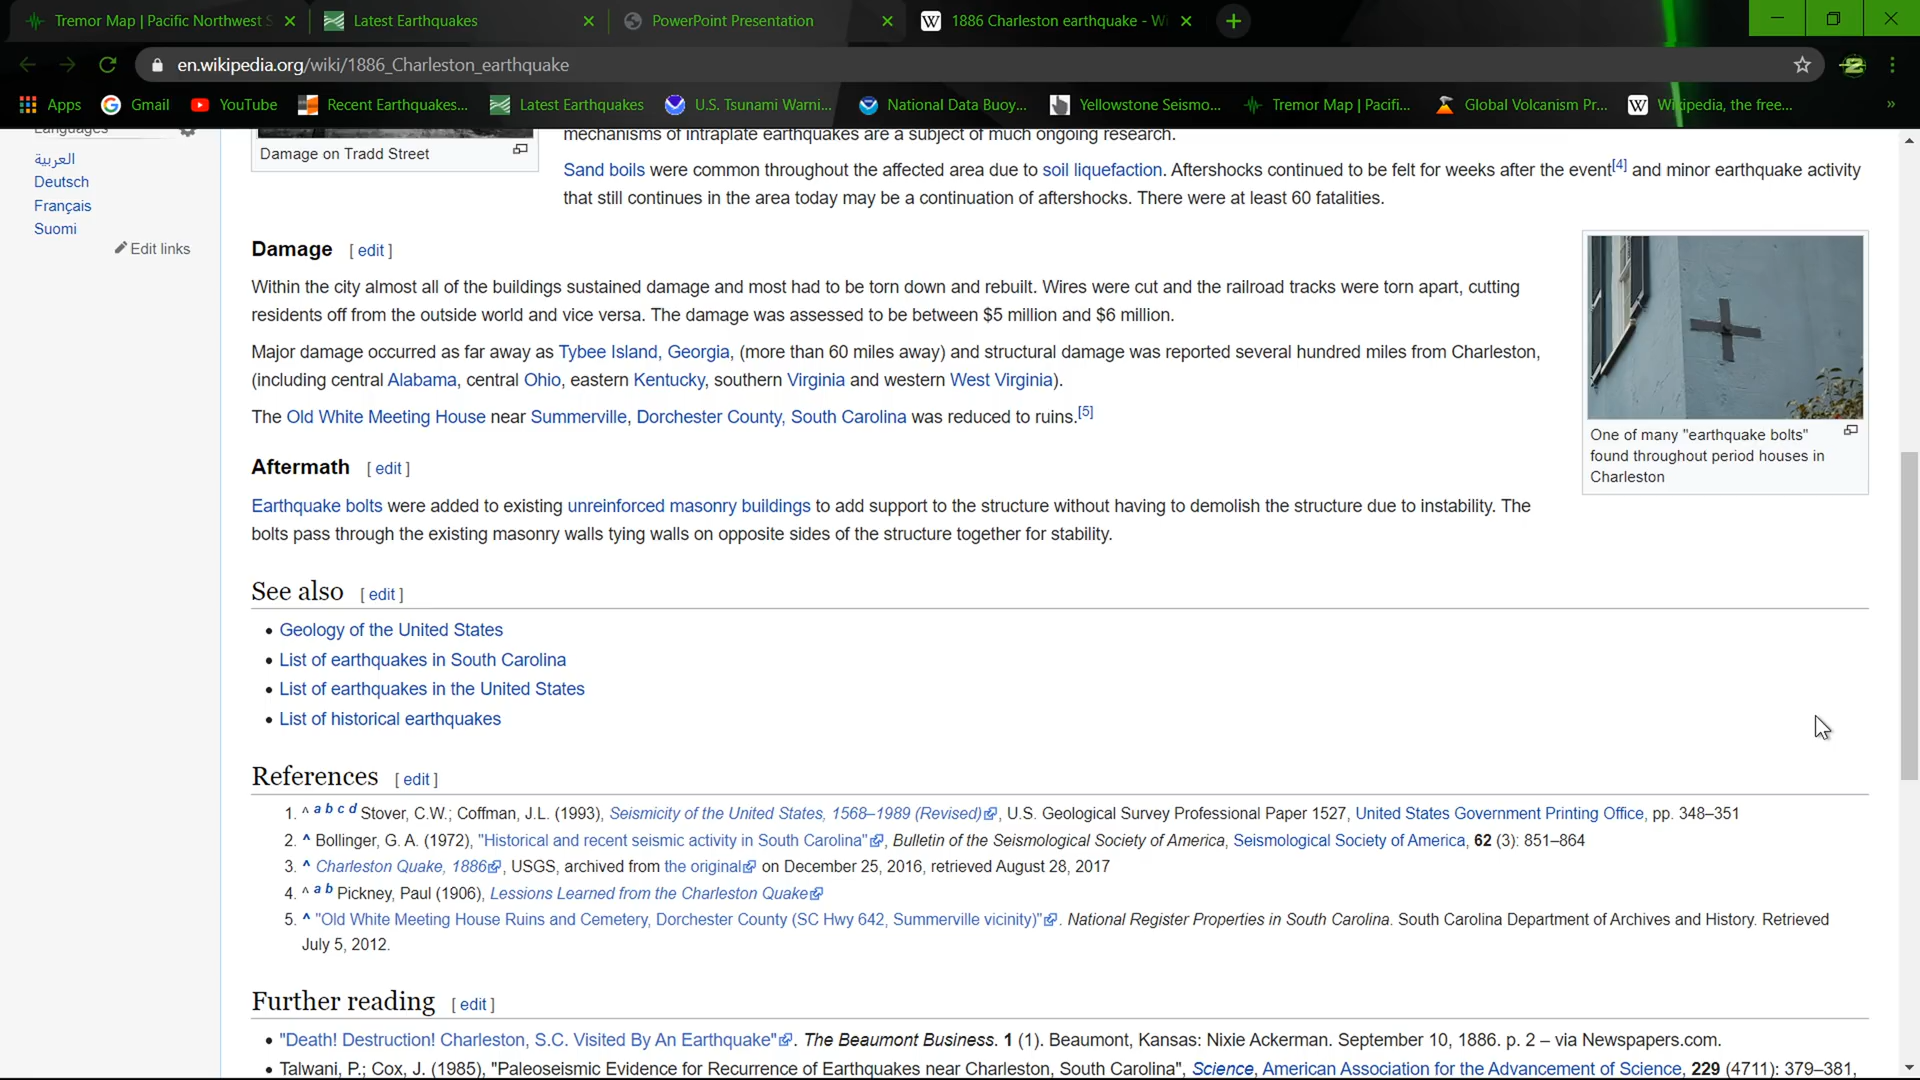 Tremor Map | Pacific Northwest S
Latest Earthquakes
PowerPoint Presentation
1886 Charleston earthquake - Wi
en.wikipedia.org/wiki/1886_Charleston_earthquake
Apps
Gmail
YouTube
Recent Earthquakes...
Latest Earthquakes
U.S. Tsunami Warni...
National Data Buoy...
Yellowstone Seismo...
Tremor Map | Pacifi...
Global Volcanism Pr...
Wikipedia, the free...
»
Languages
العربية
Deutsch
Français
Suomi
Edit links
Damage on Tradd Street
mechanisms of intraplate earthquakes are a subject of much ongoing research.
Sand boils were common throughout the affected area due to soil liquefaction. Aftershocks continued to be felt for weeks after the event[4] and minor earthquake activity
that still continues in the area today may be a continuation of aftershocks. There were at least 60 fatalities.
Damage [ edit ]
Within the city almost all of the buildings sustained damage and most had to be torn down and rebuilt. Wires were cut and the railroad tracks were torn apart, cutting
residents off from the outside world and vice versa. The damage was assessed to be between $5 million and $6 million.
Major damage occurred as far away as Tybee Island, Georgia, (more than 60 miles away) and structural damage was reported several hundred miles from Charleston,
(including central Alabama, central Ohio, eastern Kentucky, southern Virginia and western West Virginia).
The Old White Meeting House near Summerville, Dorchester County, South Carolina was reduced to ruins.[5]
One of many "earthquake bolts"
found throughout period houses in
Charleston
Aftermath [ edit ]
Earthquake bolts were added to existing unreinforced masonry buildings to add support to the structure without having to demolish the structure due to instability. The
bolts pass through the existing masonry walls tying walls on opposite sides of the structure together for stability.
See also [ edit ]
• Geology of the United States
• List of earthquakes in South Carolina
• List of earthquakes in the United States
• List of historical earthquakes
References [ edit ]
1. ^ a b c d Stover, C.W.; Coffman, J.L. (1993), Seismicity of the United States, 1568–1989 (Revised), U.S. Geological Survey Professional Paper 1527, United States Government Printing Office, pp. 348–351
2. ^ Bollinger, G. A. (1972), "Historical and recent seismic activity in South Carolina", Bulletin of the Seismological Society of America, Seismological Society of America, 62 (3): 851–864
3. ^ Charleston Quake, 1886, USGS, archived from the original on December 25, 2016, retrieved August 28, 2017
4. ^ a b Pickney, Paul (1906), Lessions Learned from the Charleston Quake
5. ^ "Old White Meeting House Ruins and Cemetery, Dorchester County (SC Hwy 642, Summerville vicinity)". National Register Properties in South Carolina. South Carolina Department of Archives and History. Retrieved
July 5, 2012.
Further reading [ edit ]
• "Death! Destruction! Charleston, S.C. Visited By An Earthquake". The Beaumont Business. 1 (1). Beaumont, Kansas: Nixie Ackerman. September 10, 1886. p. 2 – via Newspapers.com.
• Talwani, P.; Cox, J. (1985), "Paleoseismic Evidence for Recurrence of Earthquakes near Charleston, South Carolina", Science, American Association for the Advancement of Science, 229 (4711): 379–381,